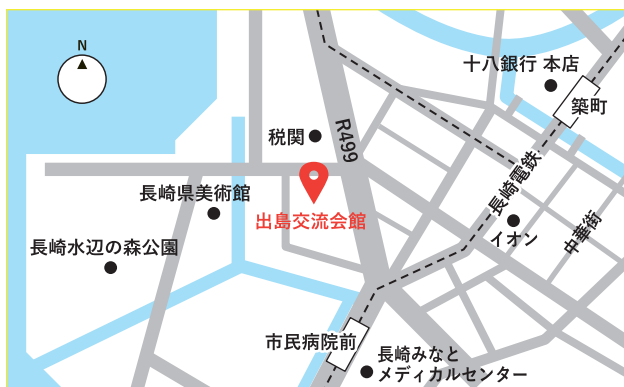 N
十八銀行 本店
築町
税関
R499
長崎電鉄
長崎県美術館
出島交流会館
イオン
中華街
長崎水辺の森公園
市民病院前
長崎みなと
メディカルセンター